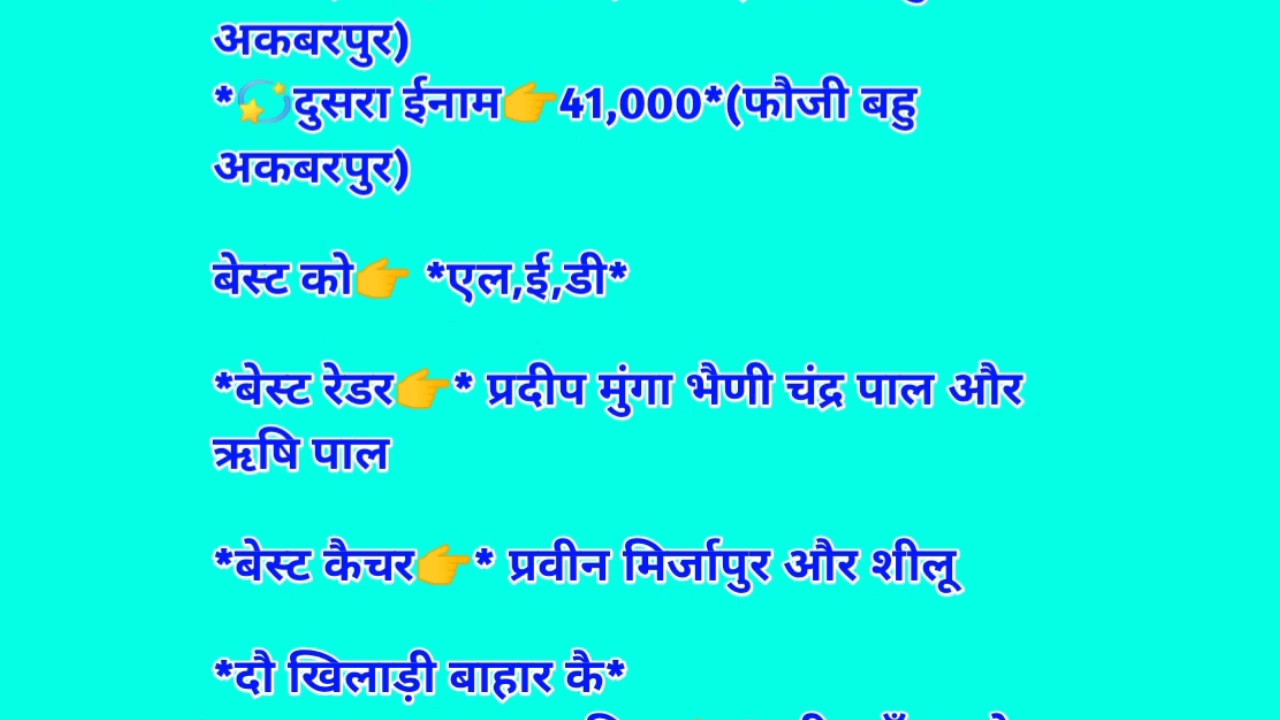 अकबरपुर)
*💫दुसरा ईनाम👉41,000*(फौजी बहु
अकबरपुर)
बेस्ट को👉 *एल,ई,डी*
*बेस्ट रेडर👉* प्रदीप मुंगा भैणी चंद्र पाल और
ऋषि पाल
*बेस्ट कैचर👉* प्रवीन मिर्जापुर और शीलू
*दौ खिलाड़ी बाहार कै*